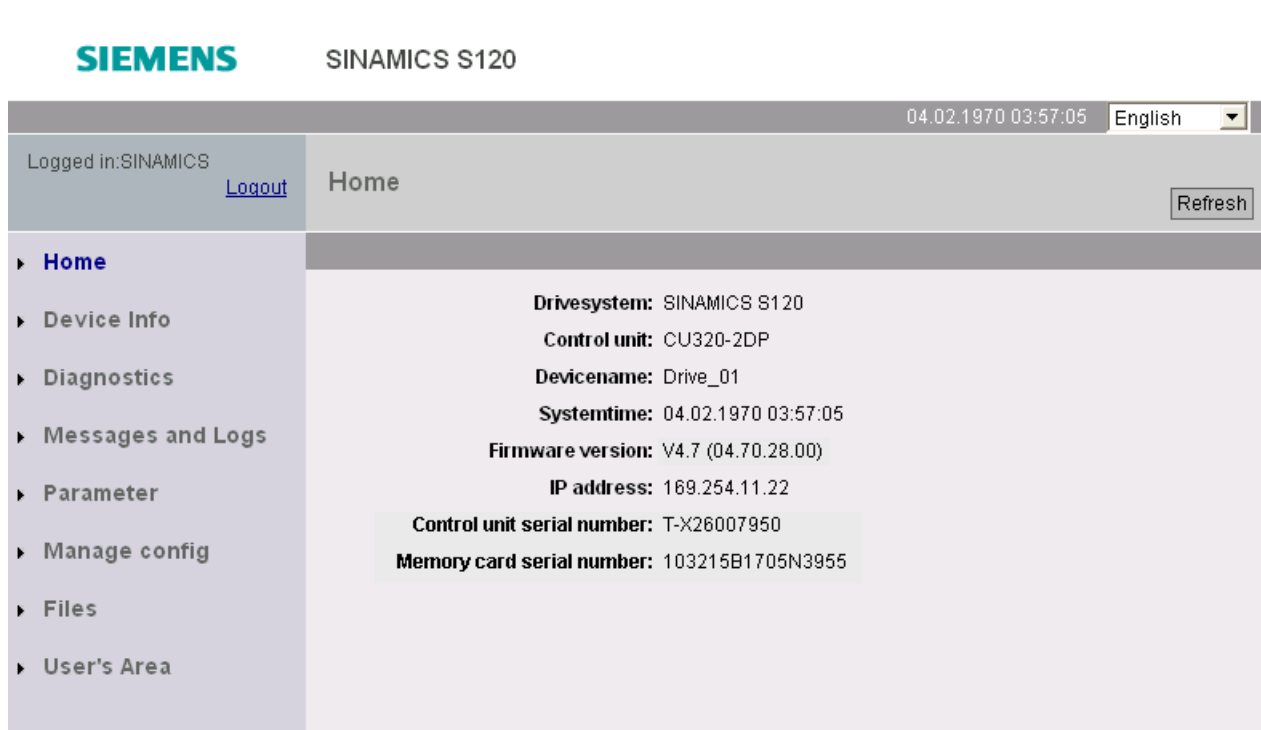 SIEMENS SINAMICS S120
04.02.1970 03:57:05 English
Logged in:SINAMICS
Logout
Home
Refresh
Home
Device Info
Diagnostics
Messages and Logs
Parameter
Manage config
Files
User's Area
Drivesystem: SINAMICS S120
Control unit: CU320-2DP
Devicename: Drive_01
Systemtime: 04.02.1970 03:57:05
Firmware version: V4.7 (04.70.28.00)
IP address: 169.254.11.22
Control unit serial number: T-X26007950
Memory card serial number: 103215B1705N3955